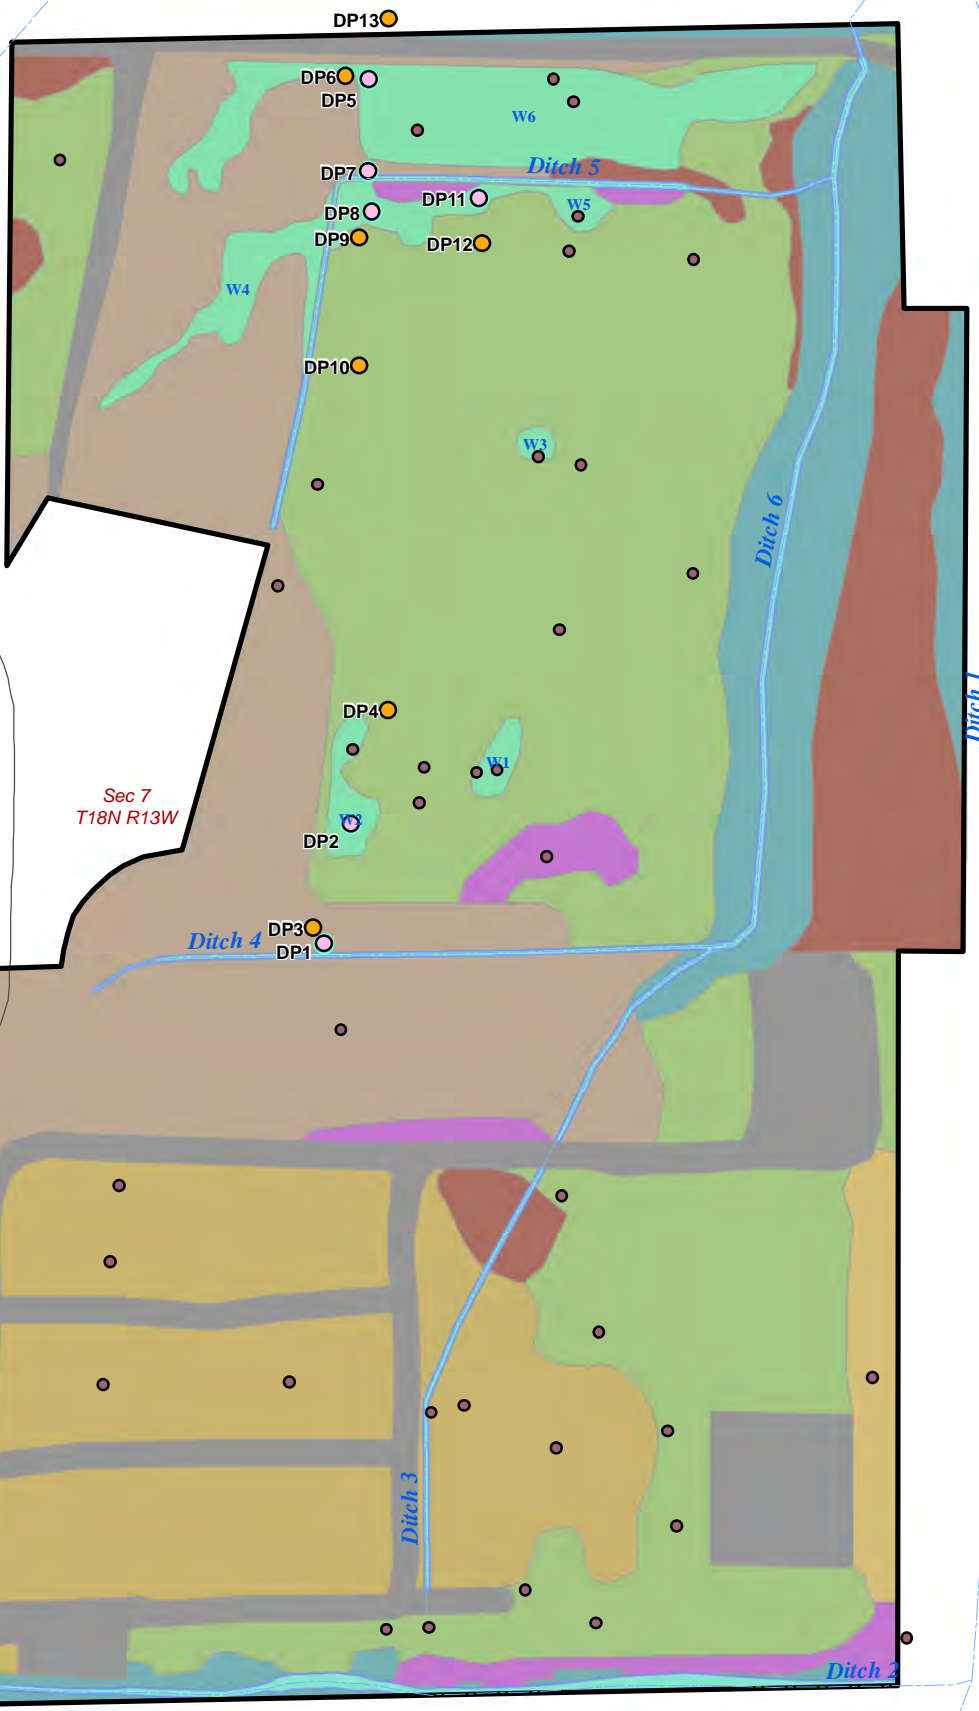 DP13
DP6
DP5
W6
Ditch 5
DP7
DP11
W5
DP8
DP9
DP12
W4
DP10
W3
Ditch 6
Ditch 1
DP4
W1
Sec 7
T18N R13W
W2
DP2
DP3
Ditch 4
DP1
Ditch 3
Ditch 2